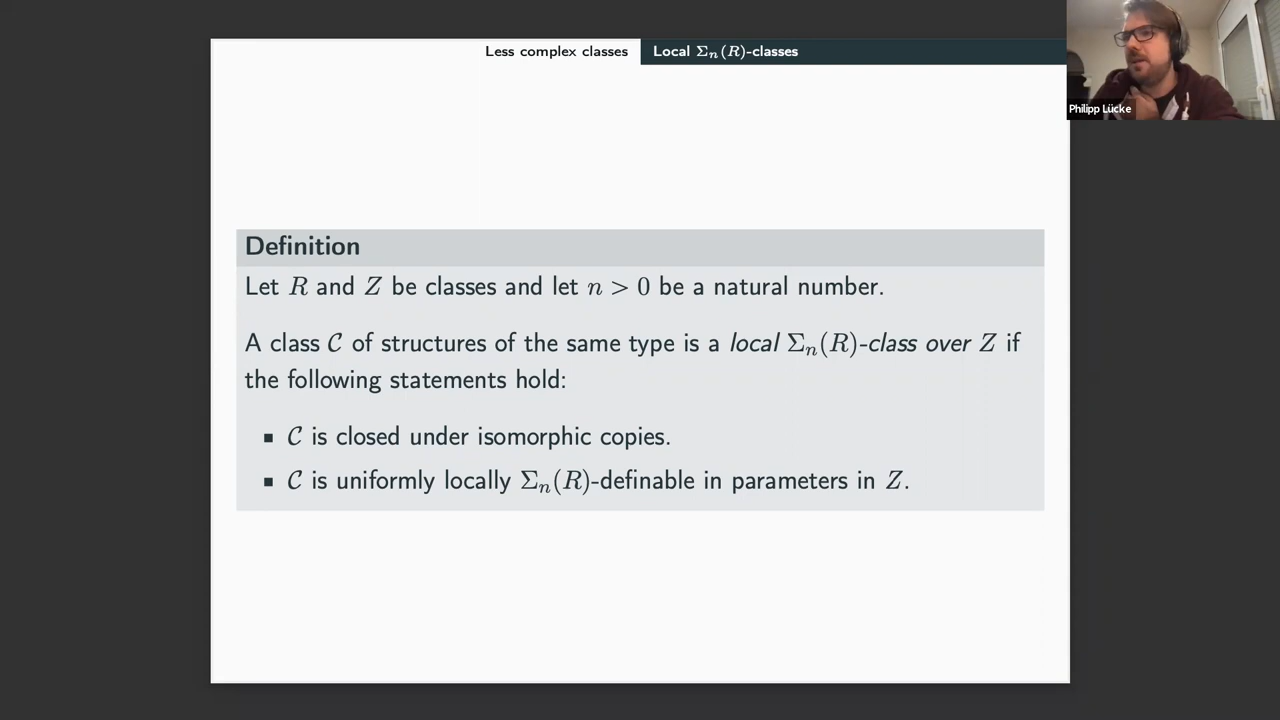 Less complex classes Local Σₙ(R)-classes
Philipp Lücke
Definition
Let R and Z be classes and let n > 0 be a natural number.
A class 𝒞 of structures of the same type is a local Σₙ(R)-class over Z if
the following statements hold:
▪ 𝒞 is closed under isomorphic copies.
▪ 𝒞 is uniformly locally Σₙ(R)-definable in parameters in Z.